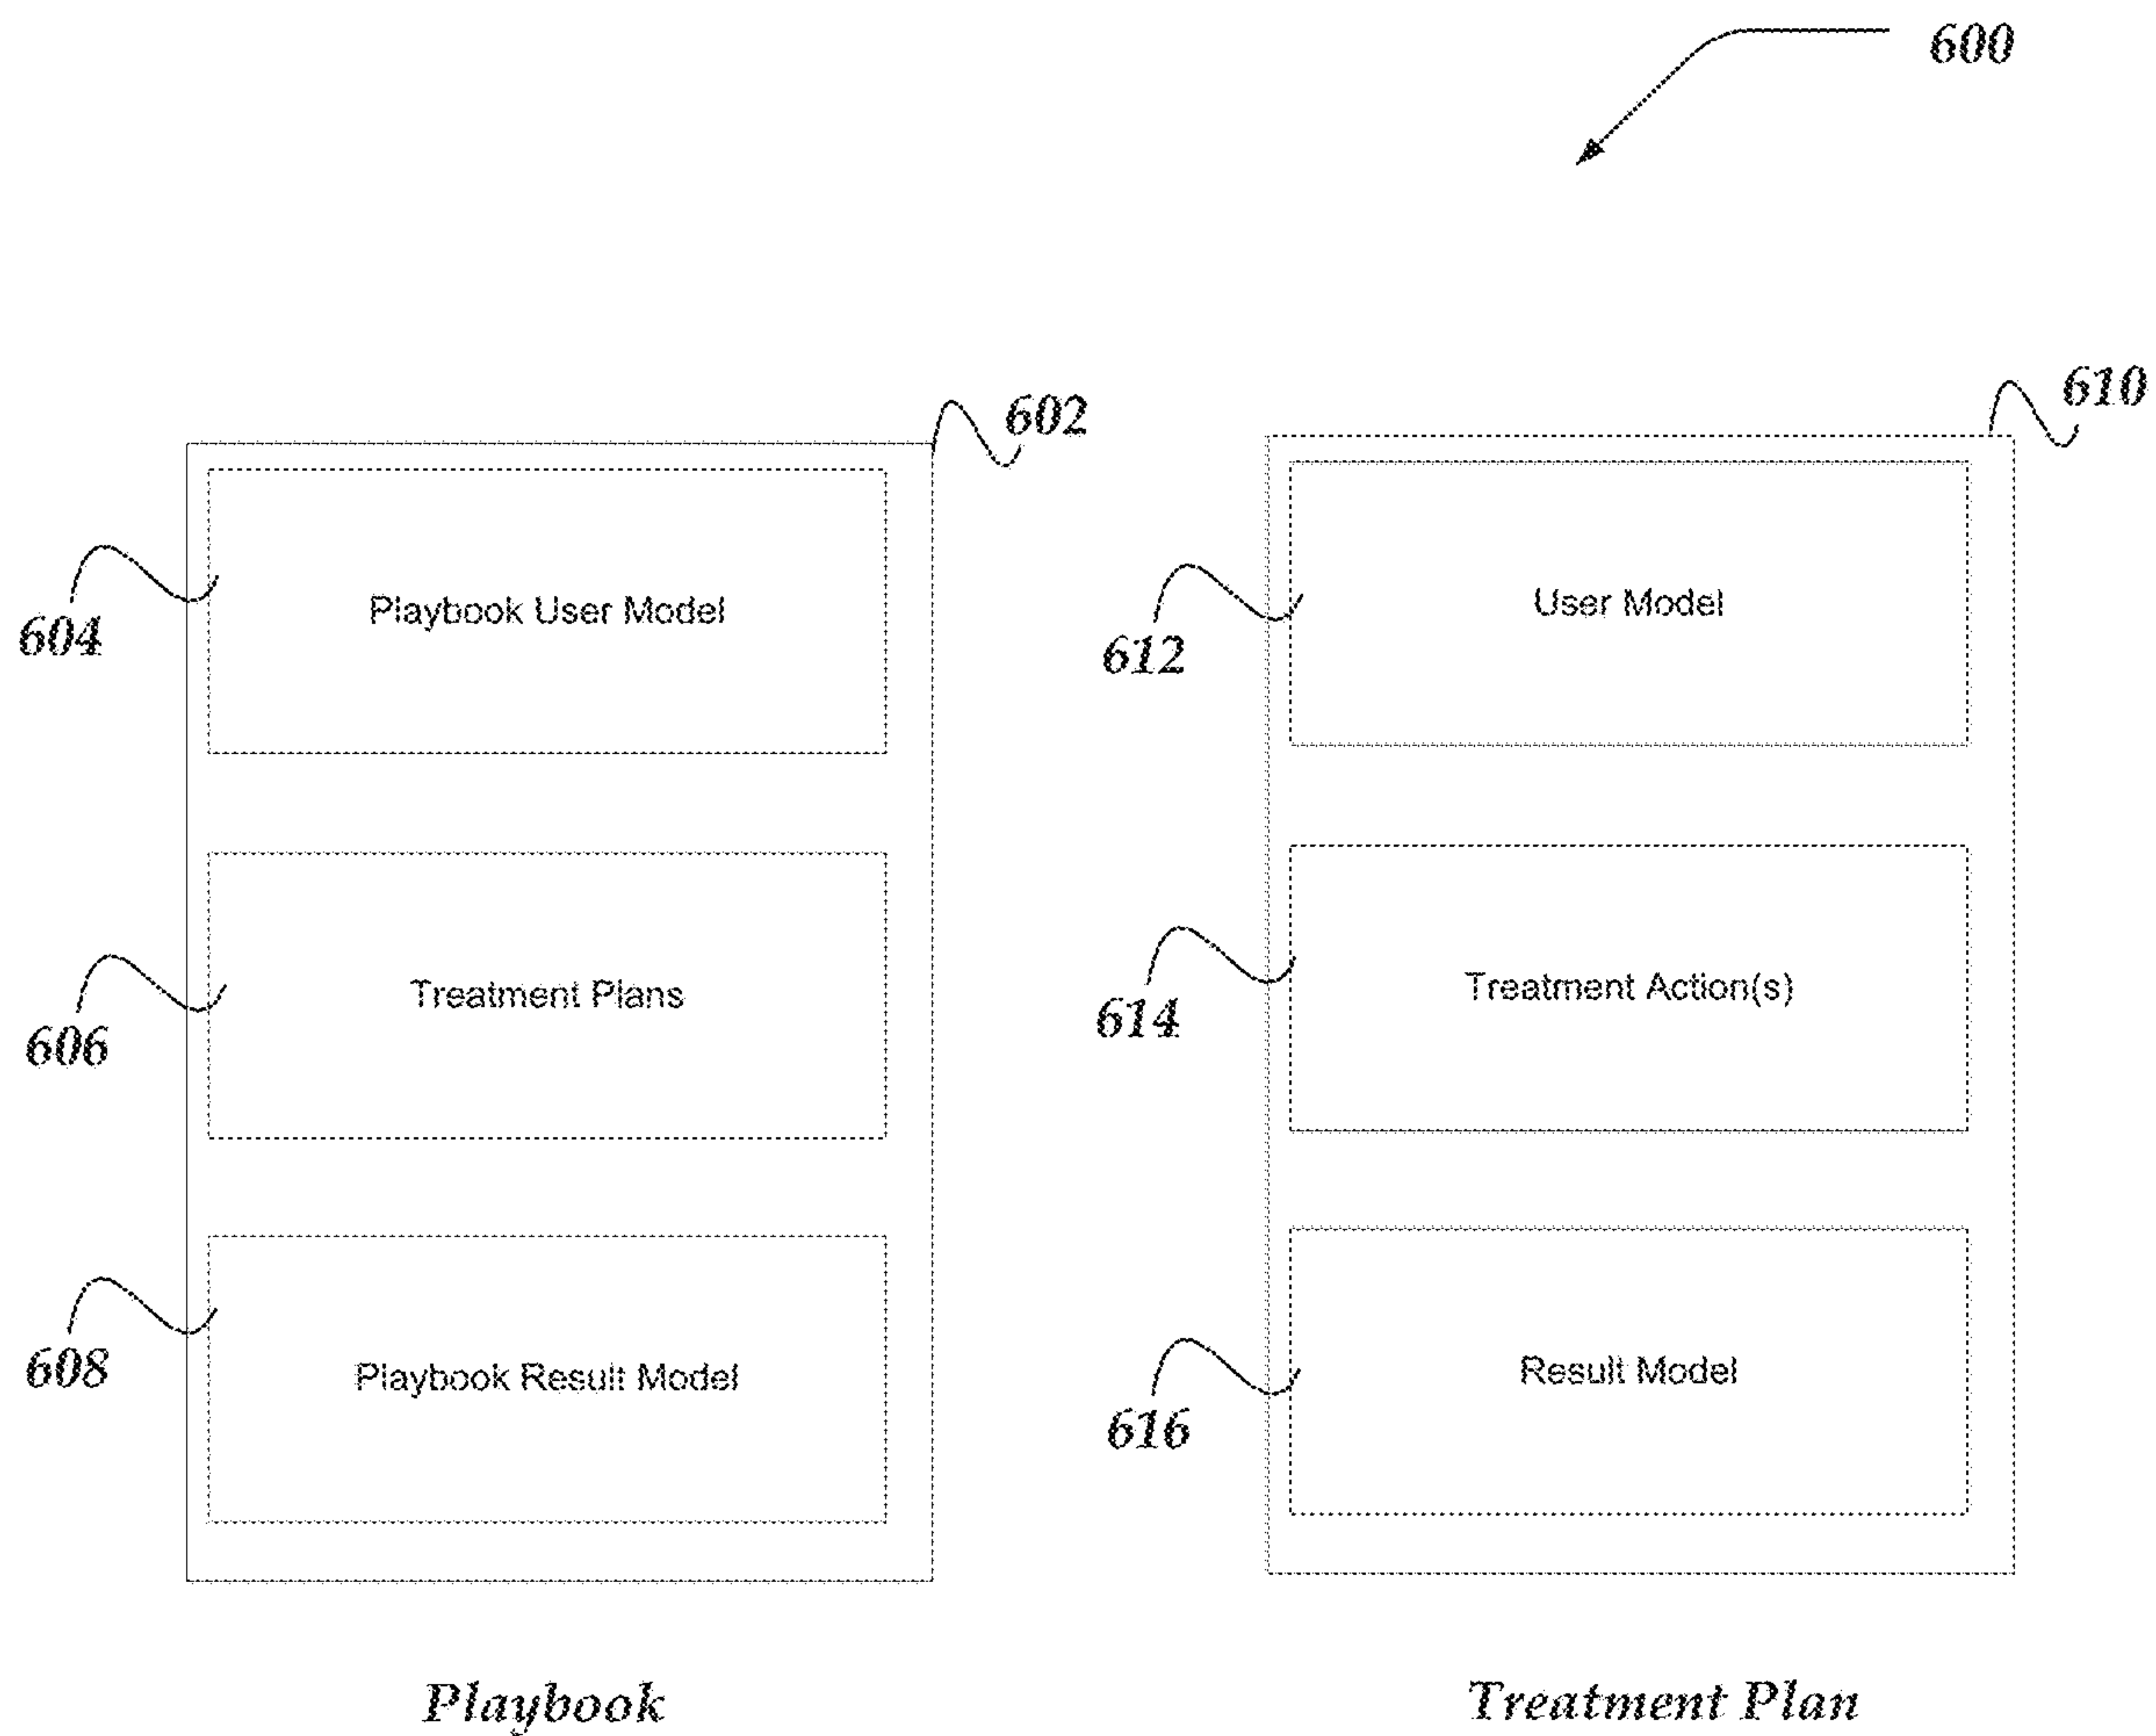 600
602
610
Playbook User Model
User Model
604
612
Treatment Plans
Treatment Action(s)
606
614
Playbook Result Model
Result Model
608
616
Playbook
Treatment Plan